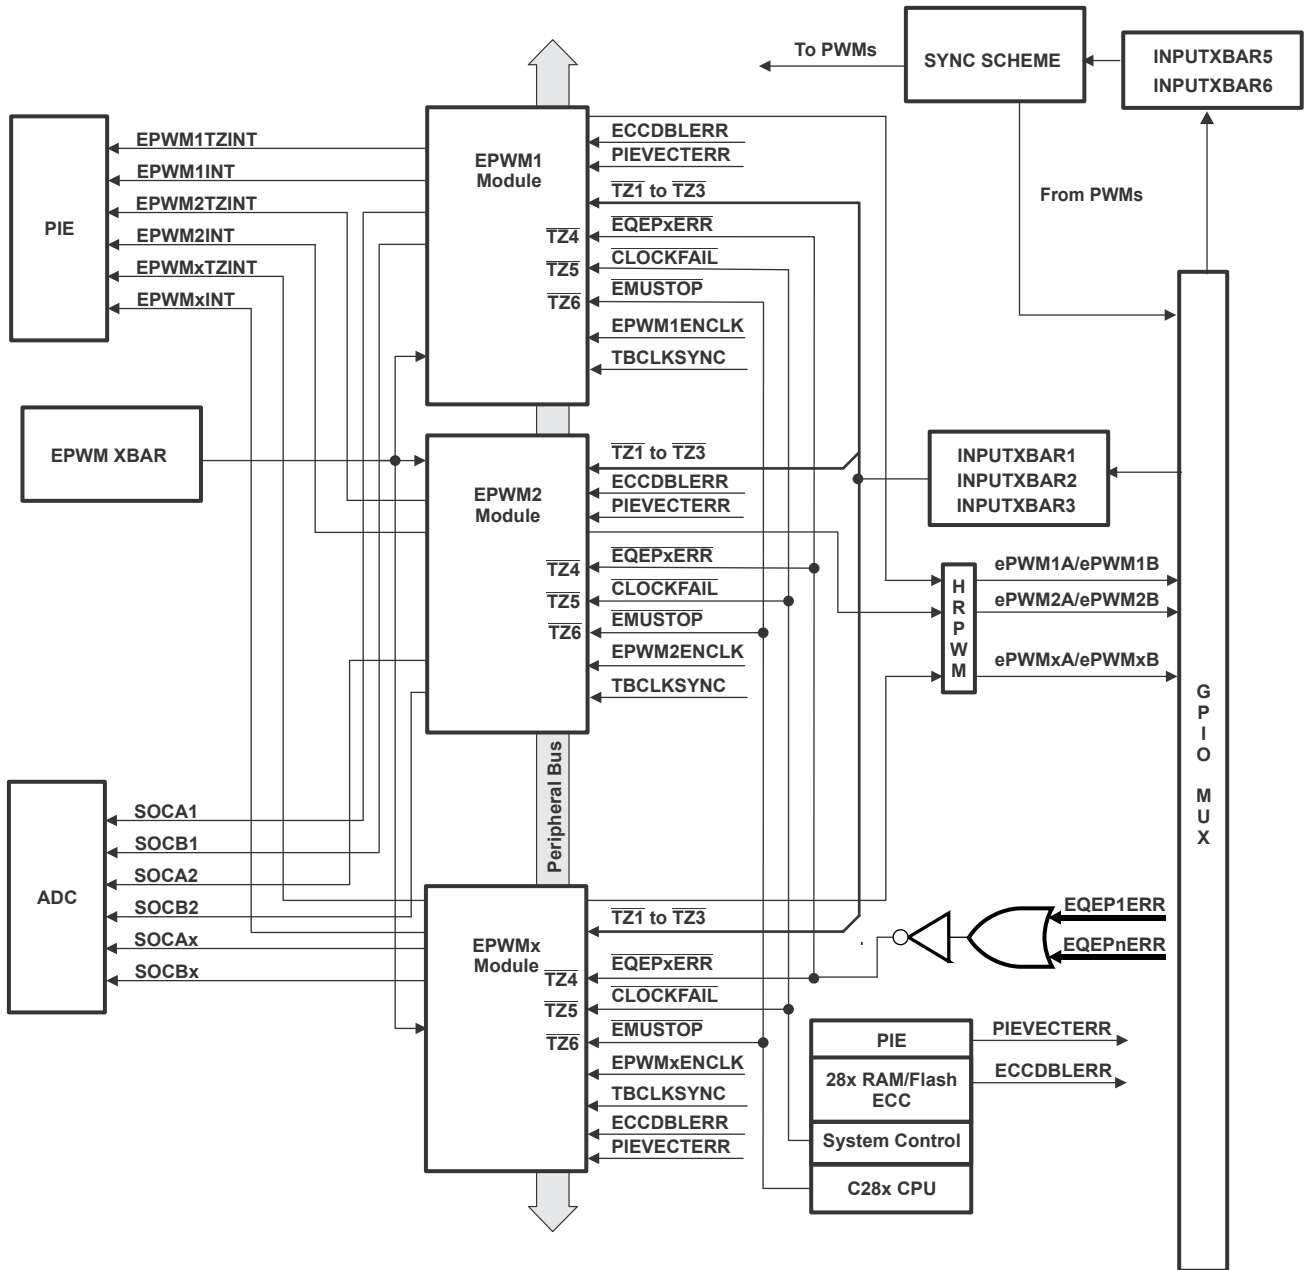 To PWMs
SYNC SCHEME
INPUTXBAR5
INPUTXBAR6
From PWMs
PIE
EPWM1TZINT
EPWM1INT
EPWM2TZINT
EPWM2INT
EPWMxTZINT
EPWMxINT
EPWM1
Module
ECCDBLERR
PIEVECTERR
TZ1 to TZ3
TZ4
EQEPxERR
TZ5
CLOCKFAIL
TZ6
EMUSTOP
EPWM1ENCLK
TBCLKSYNC
EPWM XBAR
EPWM2
Module
TZ1 to TZ3
ECCDBLERR
PIEVECTERR
TZ4
EQEPxERR
TZ5
CLOCKFAIL
TZ6
EMUSTOP
EPWM2ENCLK
TBCLKSYNC
INPUTXBAR1
INPUTXBAR2
INPUTXBAR3
HRPWM
ePWM1A/ePWM1B
ePWM2A/ePWM2B
ePWMxA/ePWMxB
GPIO MUX
Peripheral Bus
ADC
SOCA1
SOCB1
SOCA2
SOCB2
SOCAx
SOCBx
EPWMx
Module
TZ1 to TZ3
TZ4
EQEPxERR
TZ5
CLOCKFAIL
TZ6
EMUSTOP
EPWMxENCLK
TBCLKSYNC
ECCDBLERR
PIEVECTERR
EQEP1ERR
EQEPnERR
PIE
PIEVECTERR
28x RAM/Flash
ECC
ECCDBLERR
System Control
C28x CPU